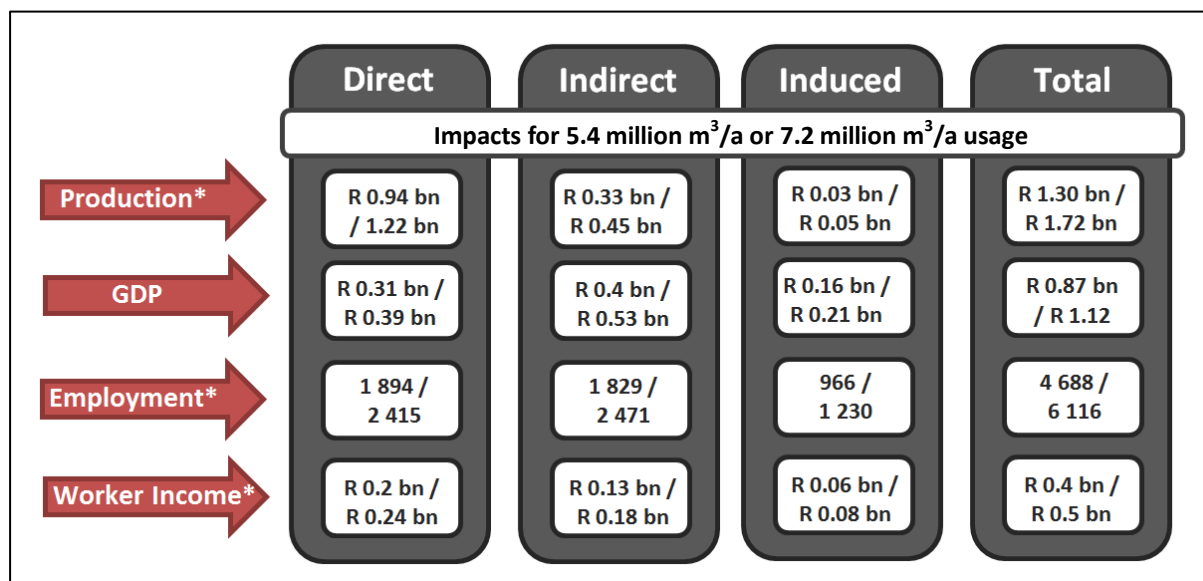 Direct
Indirect
Induced
Total
Impacts for 5.4 million m³/a or 7.2 million m³/a usage
Production*
R 0.94 bn
/ 1.22 bn
R 0.33 bn /
R 0.45 bn
R 0.03 bn /
R 0.05 bn
R 1.30 bn /
R 1.72 bn
GDP
R 0.31 bn /
R 0.39 bn
R 0.4 bn /
R 0.53 bn
R 0.16 bn /
R 0.21 bn
R 0.87 bn
/ R 1.12
Employment*
1 894 /
2 415
1 829 /
2 471
966 /
1 230
4 688 /
6 116
Worker Income*
R 0.2 bn /
R 0.24 bn
R 0.13 bn /
R 0.18 bn
R 0.06 bn /
R 0.08 bn
R 0.4 bn /
R 0.5 bn